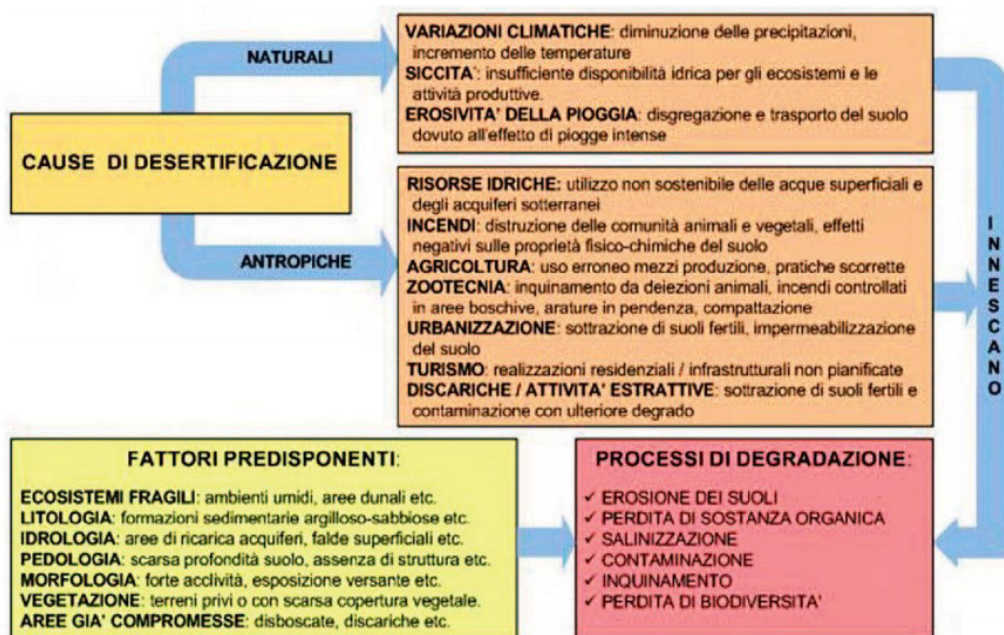 CAUSE DI DESERTIFICAZIONE
NATURALI
VARIAZIONI CLIMATICHE: diminuzione delle precipitazioni,
incremento delle temperature
SICCITA': insufficiente disponibilità idrica per gli ecosistemi e le
attività produttive.
EROSIVITA' DELLA PIOGGIA: disgregazione e trasporto del suolo
dovuto all'effetto di piogge intense
ANTROPICHE
RISORSE IDRICHE: utilizzo non sostenibile delle acque superficiali e
degli acquiferi sotterranei
INCENDI: distruzione delle comunità animali e vegetali, effetti
negativi sulle proprietà fisico-chimiche del suolo
AGRICOLTURA: uso erroneo mezzi produzione, pratiche scorrette
ZOOTECNIA: inquinamento da deiezioni animali, incendi controllati
in aree boschive, arature in pendenza, compattazione
URBANIZZAZIONE: sottrazione di suoli fertili, impermeabilizzazione
del suolo
TURISMO: realizzazioni residenziali / infrastrutturali non pianificate
DISCARICHE / ATTIVITA' ESTRATTIVE: sottrazione di suoli fertili e
contaminazione con ulteriore degrado
INNESCANO
FATTORI PREDISPONENTI:
ECOSISTEMI FRAGILI: ambienti umidi, aree dunali etc.
LITOLOGIA: formazioni sedimentarie argilloso-sabbiose etc.
IDROLOGIA: aree di ricarica acquiferi, falde superficiali etc.
PEDOLOGIA: scarsa profondità suolo, assenza di struttura etc.
MORFOLOGIA: forte acclività, esposizione versante etc.
VEGETAZIONE: terreni privi o con scarsa copertura vegetale.
AREE GIA' COMPROMESSE: disboscate, discariche etc.
PROCESSI DI DEGRADAZIONE:
✓ EROSIONE DEI SUOLI
✓ PERDITA DI SOSTANZA ORGANICA
✓ SALINIZZAZIONE
✓ CONTAMINAZIONE
✓ INQUINAMENTO
✓ PERDITA DI BIODIVERSITA'